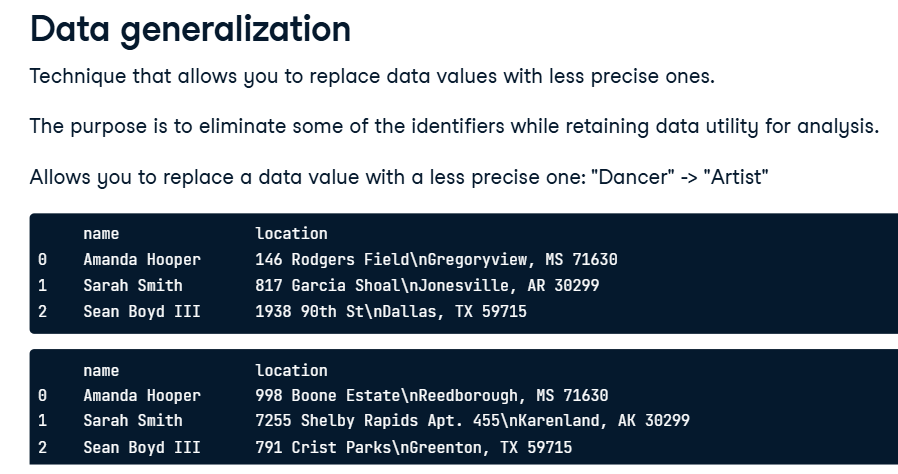 Data generalization
Technique that allows you to replace data values with less precise ones.
The purpose is to eliminate some of the identifiers while retaining data utility for analysis.
Allows you to replace a data value with a less precise one: "Dancer" -> "Artist"
name location
0 Amanda Hooper 146 Rodgers Field\nGregoryview, MS 71630
1 Sarah Smith 817 Garcia Shoal\nJonesville, AR 30299
2 Sean Boyd III 1938 90th St\nDallas, TX 59715
name location
0 Amanda Hooper 998 Boone Estate\nReedborough, MS 71630
1 Sarah Smith 7255 Shelby Rapids Apt. 455\nKarenland, AK 30299
2 Sean Boyd III 791 Crist Parks\nGreenton, TX 59715